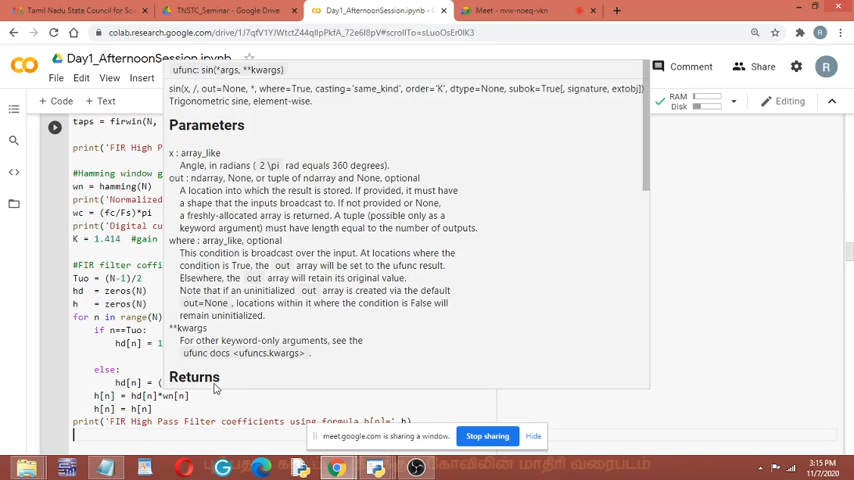 Tamil Nadu State Council for Scie
TNSTC_Seminar - Google Drive
Day1_AfternoonSession.ipynb - C
Meet - nvw-noeq-vkn
colab.research.google.com/drive/1J7qfV1YJWtctZ44qIlpPkfA_72e6I8pV#scrollTo=sLuoOsEr0IK3
Day1_AfternoonSession.ipynb
File Edit View Insert
Comment Share R
+ Code + Text
RAM
Disk
Editing
ufunc: sin(*args, **kwargs)
sin(x, /, out=None, *, where=True, casting='same_kind', order='K', dtype=None, subok=True[, signature, extobj])
Trigonometric sine, element-wise.
Parameters
x : array_like
Angle, in radians ( 2 \pi rad equals 360 degrees).
out : ndarray, None, or tuple of ndarray and None, optional
A location into which the result is stored. If provided, it must have
a shape that the inputs broadcast to. If not provided or None,
a freshly-allocated array is returned. A tuple (possible only as a
keyword argument) must have length equal to the number of outputs.
where : array_like, optional
This condition is broadcast over the input. At locations where the
condition is True, the out array will be set to the ufunc result.
Elsewhere, the out array will retain its original value.
Note that if an uninitialized out array is created via the default
out=None , locations within it where the condition is False will
remain uninitialized.
**kwargs
For other keyword-only arguments, see the
ufunc docs <ufuncs.kwargs> .
Returns
taps = firwin(N,
print('FIR High P
#Hamming window
wn = hamming(N)
print('Normalized
wc = (fc/Fs)*pi
print('Digital cu
K = 1.414 #gain
#FIR filter coffi
Tuo = (N-1)/2
hd = zeros(N)
h = zeros(N)
for n in range(N)
if n==Tuo:
hd[n] = 1
else:
hd[n] = (
h[n] = hd[n]*wn[n]
h[n] = h[n]
print('FIR High Pass Filter coefficients using formula h[n]=',h)
meet.google.com is sharing a window.
Stop sharing
Hide
3:15 PM
11/7/2020